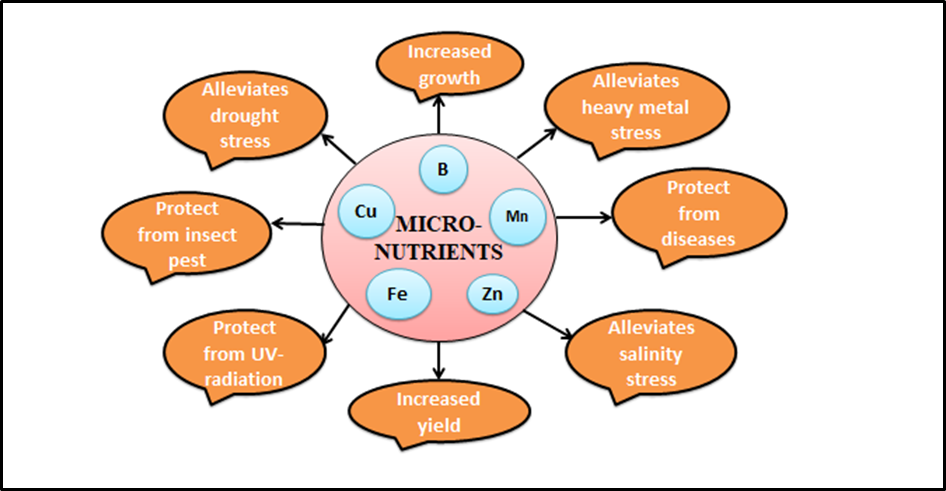 Increased
growth
Alleviates
drought
stress
Alleviates
heavy metal
stress
B
Cu
Mn
MICRO-
NUTRIENTS
Fe
Zn
Protect
from insect
pest
Protect
from
diseases
Protect
from UV-
radiation
Alleviates
salinity
stress
Increased
yield